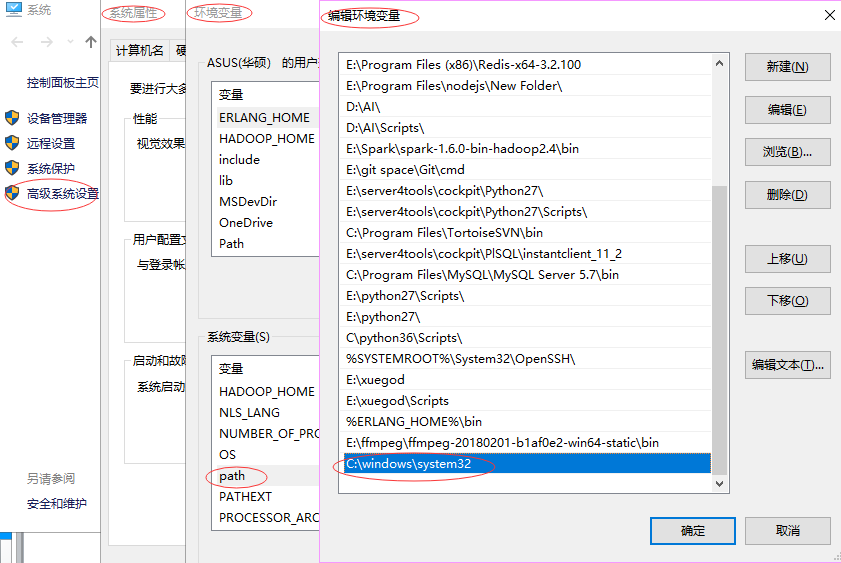 系统
控制面板主页
设备管理器
远程设置
系统保护
高级系统设置
另请参阅
安全和维护
系统属性
计算机名
要进行大多
性能
视觉效果
用户配置文
与登录帐
启动和故障
系统启动
环境变量
ASUS(华硕) 的用户
变量
ERLANG_HOME
HADOOP_HOME
include
lib
MSDevDir
OneDrive
Path
系统变量(S)
变量
HADOOP_HOME
NLS_LANG
NUMBER_OF_PRO
OS
path
PATHEXT
PROCESSOR_ARC
编辑环境变量
E:\Program Files (x86)\Redis-x64-3.2.100
E:\Program Files\nodejs\New Folder\
D:\AI\
D:\AI\Scripts\
E:\Spark\spark-1.6.0-bin-hadoop2.4\bin
E:\git space\Git\cmd
E:\server4tools\cockpit\Python27\
E:\server4tools\cockpit\Python27\Scripts\
C:\Program Files\TortoiseSVN\bin
E:\server4tools\cockpit\PlSQL\instantclient_11_2
C:\Program Files\MySQL\MySQL Server 5.7\bin
E:\python27\Scripts\
E:\python27\
C\python36\Scripts\
%SYSTEMROOT%\System32\OpenSSH\
E:\xuegod
E:\xuegod\Scripts
%ERLANG_HOME%\bin
E:\ffmpeg\ffmpeg-20180201-b1af0e2-win64-static\bin
C:\windows\system32
新建(N)
编辑(E)
浏览(B)...
删除(D)
上移(U)
下移(O)
编辑文本(T)...
确定
取消